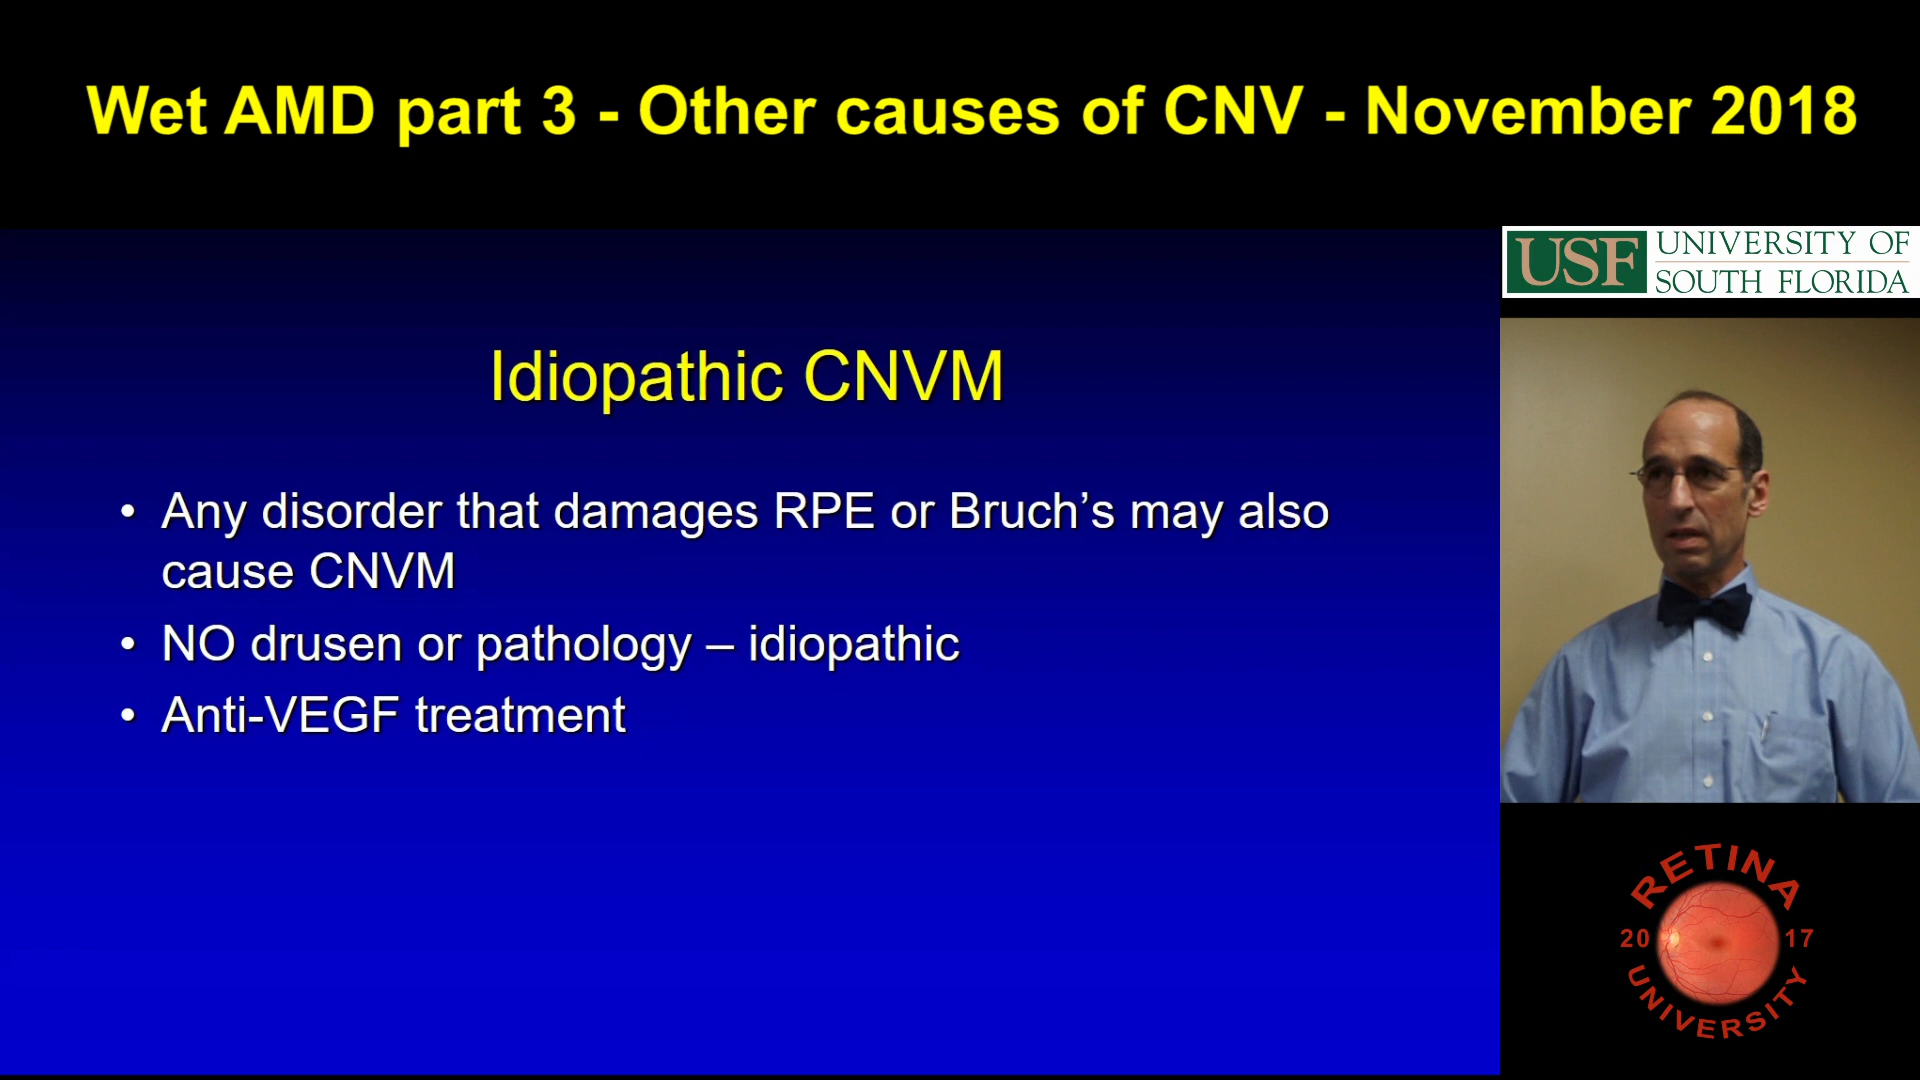 Wet AMD part 3 - Other causes of CNV - November 2018
USF UNIVERSITY OF
SOUTH FLORIDA
Idiopathic CNVM
• Any disorder that damages RPE or Bruch’s may also
cause CNVM
• NO drusen or pathology – idiopathic
• Anti-VEGF treatment
RETINA
20 17
UNIVERSITY